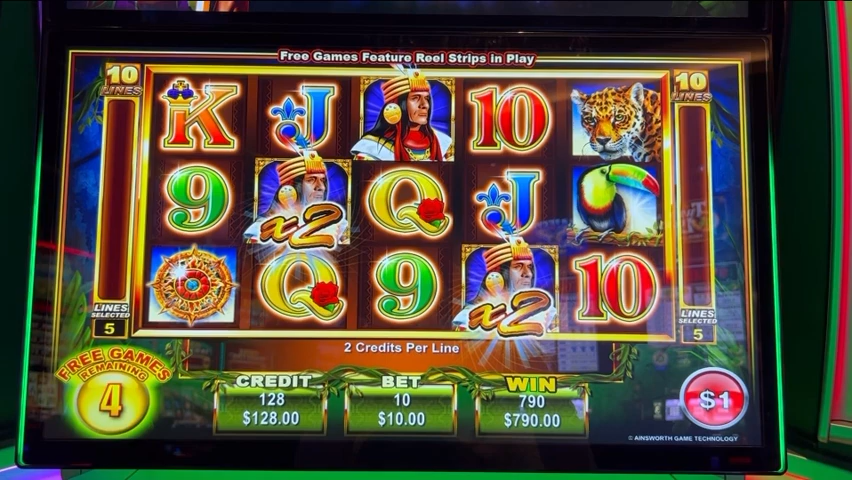 Free Games Feature Reel Strips in Play
10
LINES
10
LINES
K
J
10
9
x2
Q
J
Q
9
x2
10
LINES
SELECTED
5
LINES
SELECTED
5
2 Credits Per Line
FREE GAMES
REMAINING
4
CREDIT
128
$128.00
BET
10
$10.00
WIN
790
$790.00
$1
© AINSWORTH GAME TECHNOLOGY